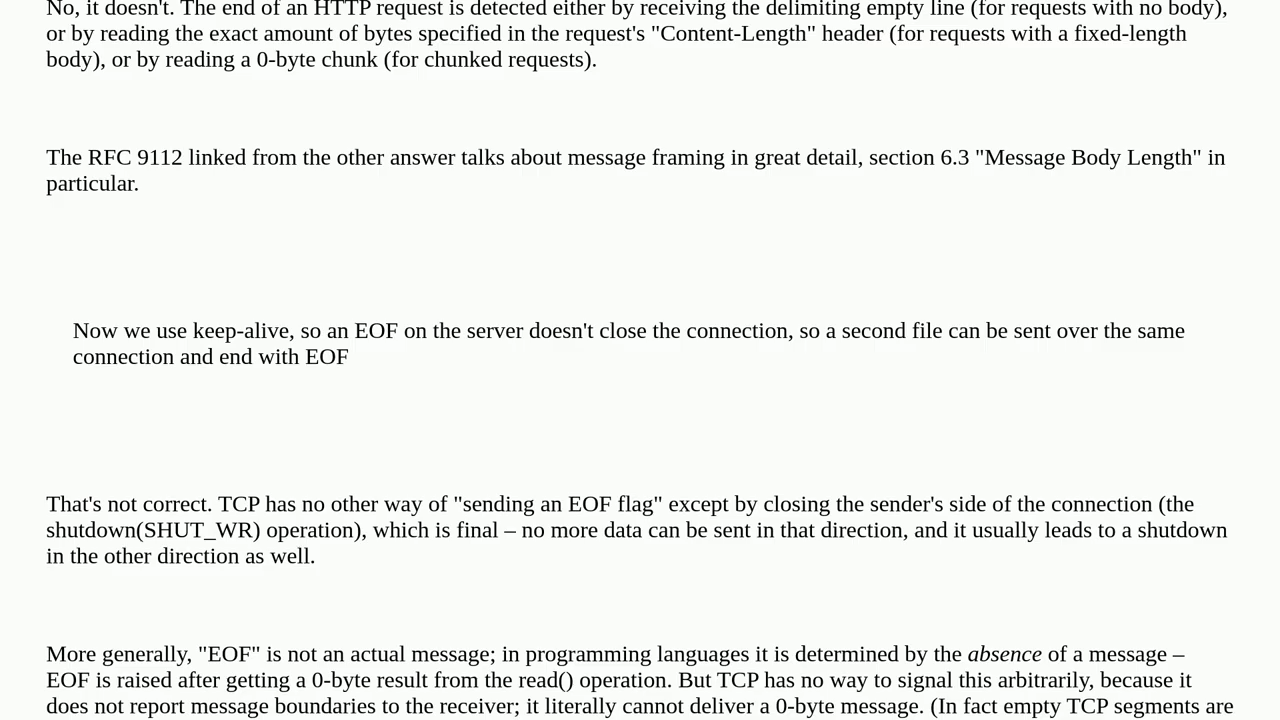 No, it doesn't. The end of an HTTP request is detected either by receiving the delimiting empty line (for requests with no body),
or by reading the exact amount of bytes specified in the request's "Content-Length" header (for requests with a fixed-length
body), or by reading a 0-byte chunk (for chunked requests).
The RFC 9112 linked from the other answer talks about message framing in great detail, section 6.3 "Message Body Length" in
particular.
Now we use keep-alive, so an EOF on the server doesn't close the connection, so a second file can be sent over the same
connection and end with EOF
That's not correct. TCP has no other way of "sending an EOF flag" except by closing the sender's side of the connection (the
shutdown(SHUT_WR) operation), which is final – no more data can be sent in that direction, and it usually leads to a shutdown
in the other direction as well.
More generally, "EOF" is not an actual message; in programming languages it is determined by the absence of a message –
EOF is raised after getting a 0-byte result from the read() operation. But TCP has no way to signal this arbitrarily, because it
does not report message boundaries to the receiver; it literally cannot deliver a 0-byte message. (In fact empty TCP segments are